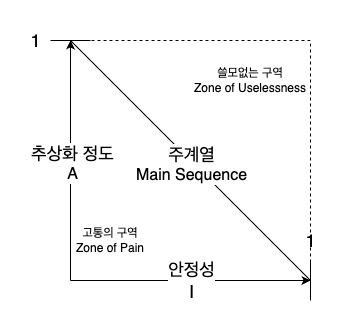 1
쓸모없는 구역
Zone of Uselessness
추상화 정도
A
주계열
Main Sequence
고통의 구역
Zone of Pain
1
안정성
I